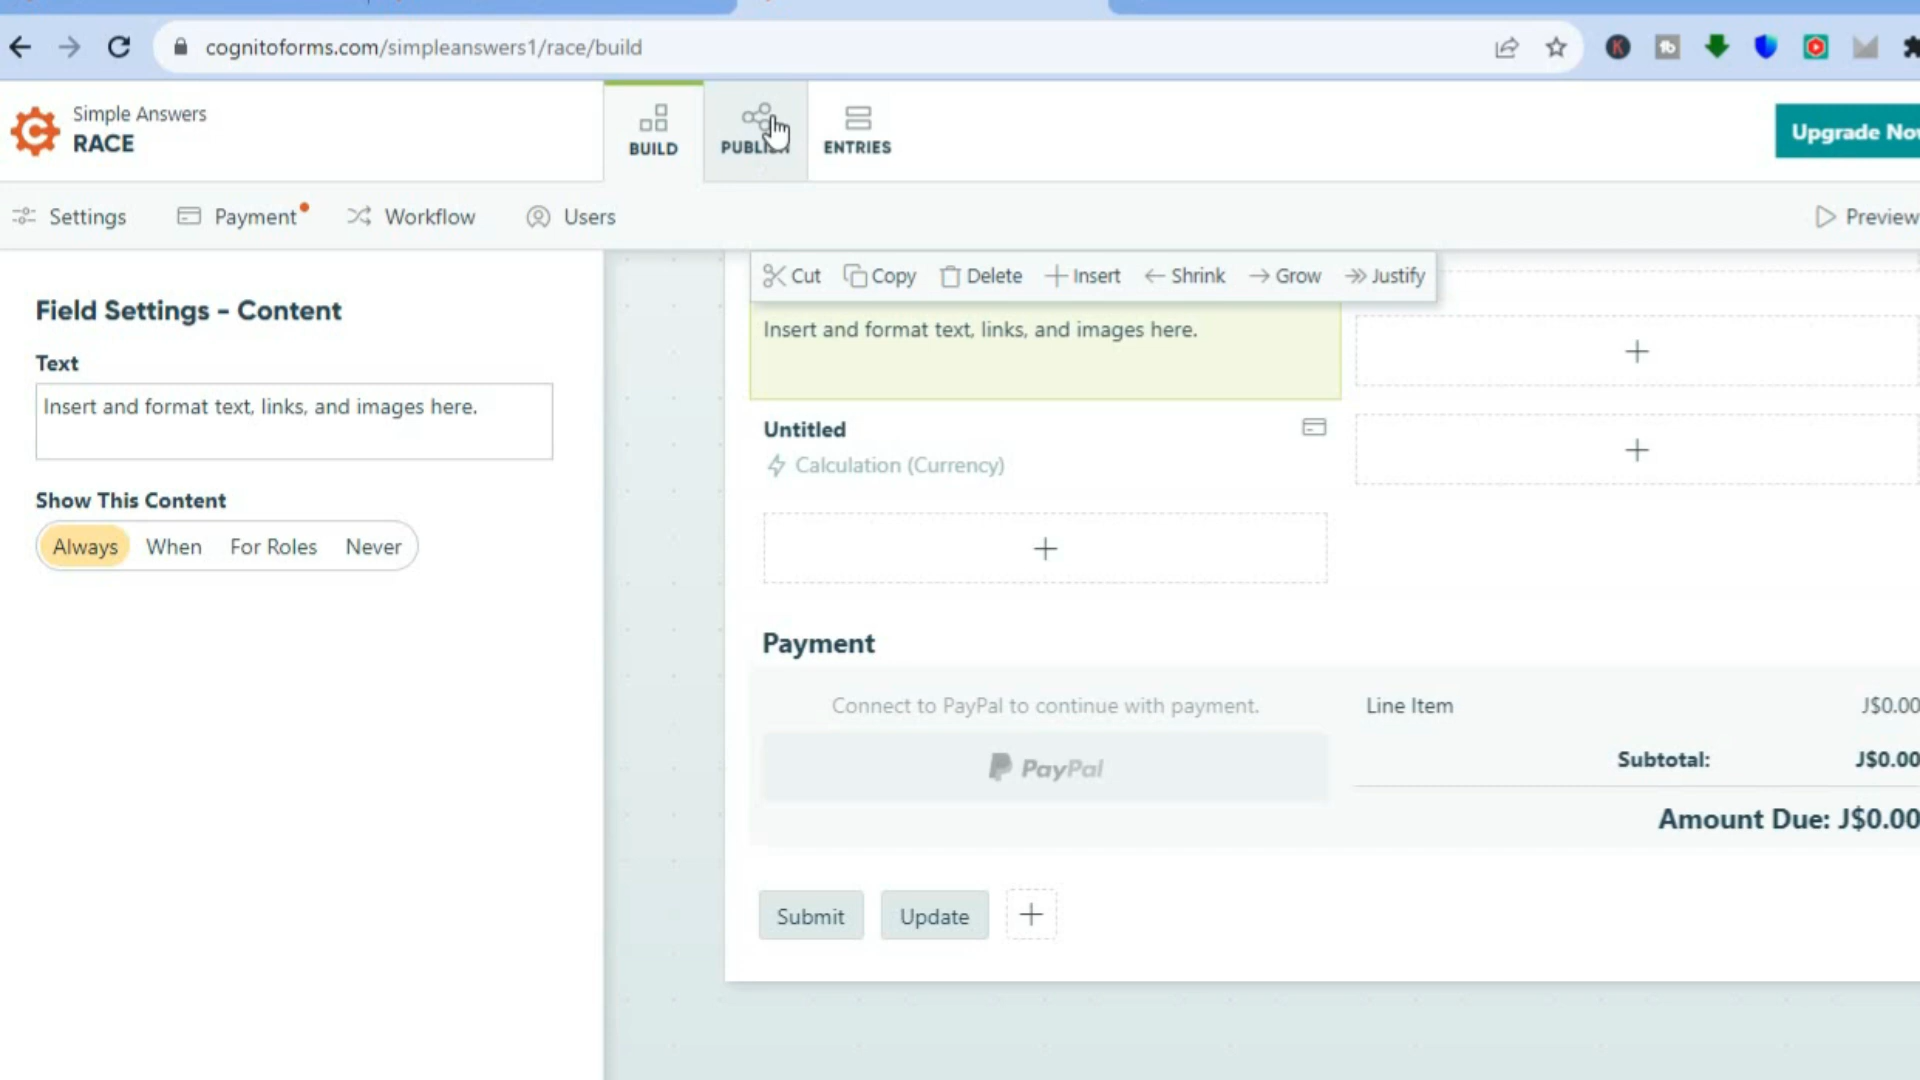 cognitoforms.com/simpleanswers1/race/build
Simple Answers
RACE
BUILD
PUBLISH
ENTRIES
Upgrade No
Settings
Payment
Workflow
Users
Preview
Cut
Copy
Delete
Insert
Shrink
Grow
Justify
Field Settings - Content
Text
Insert and format text, links, and images here.
Show This Content
Always
When
For Roles
Never
Insert and format text, links, and images here.
Untitled
Calculation (Currency)
Payment
Connect to PayPal to continue with payment.
PayPal
Line Item J$0.00
Subtotal: J$0.00
Amount Due: J$0.00
Submit
Update